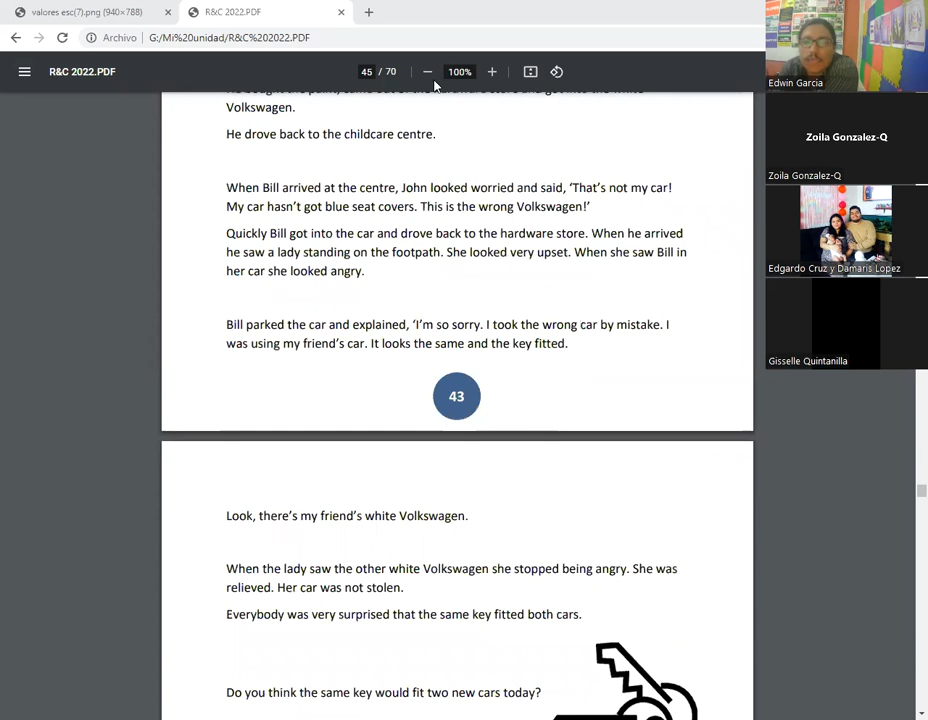 valores esc(7).png (940×788)
R&C 2022.PDF
Archivo
G:/Mi%20unidad/R&C%202022.PDF
R&C 2022.PDF
45 / 70
100%
Volkswagen.
He drove back to the childcare centre.
When Bill arrived at the centre, John looked worried and said, ‘That’s not my car!
My car hasn’t got blue seat covers. This is the wrong Volkswagen!’
Quickly Bill got into the car and drove back to the hardware store. When he arrived
he saw a lady standing on the footpath. She looked very upset. When she saw Bill in
her car she looked angry.
Bill parked the car and explained, ‘I’m so sorry. I took the wrong car by mistake. I
was using my friend’s car. It looks the same and the key fitted.
43
Look, there’s my friend’s white Volkswagen.
When the lady saw the other white Volkswagen she stopped being angry. She was
relieved. Her car was not stolen.
Everybody was very surprised that the same key fitted both cars.
Do you think the same key would fit two new cars today?
Edwin Garcia
Zoila Gonzalez-Q
Zoila Gonzalez-Q
Edgardo Cruz y Damaris Lopez
Gisselle Quintanilla